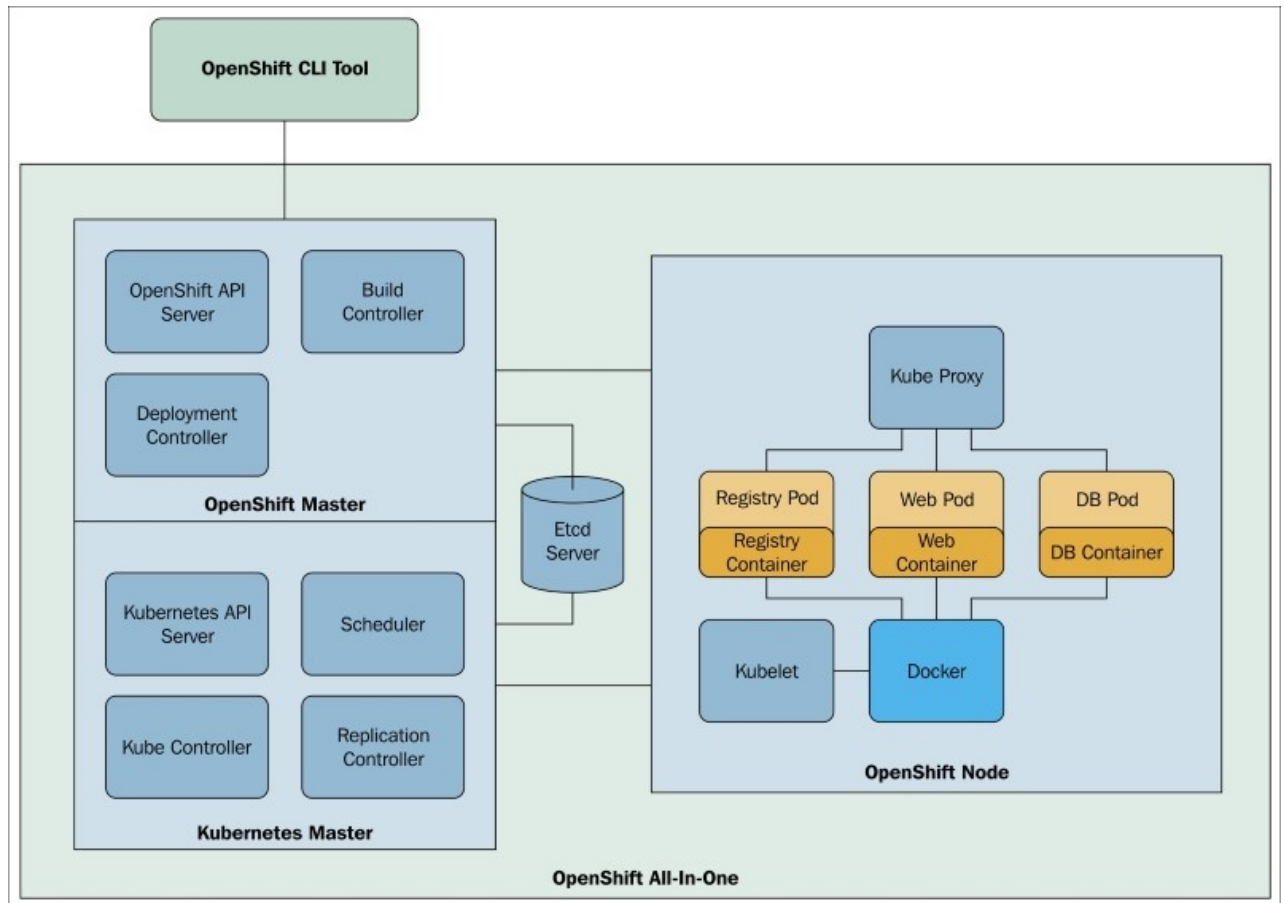 OpenShift CLI Tool
OpenShift API
Server
Build
Controller
Deployment
Controller
OpenShift Master
Etcd
Server
Kubernetes API
Server
Scheduler
Kube Controller
Replication
Controller
Kubernetes Master
Kube Proxy
Registry Pod
Web Pod
DB Pod
Registry
Container
Web
Container
DB Container
Kubelet
Docker
OpenShift Node
OpenShift All-In-One